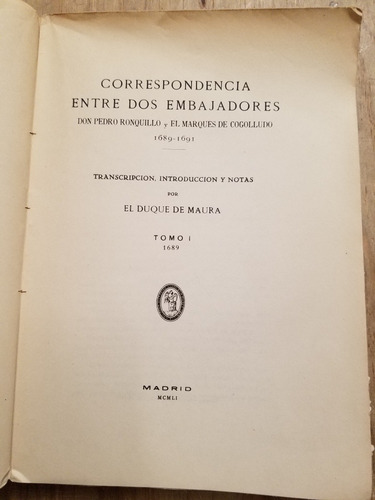 CORRESPONDENCIA
ENTRE DOS EMBAJADORES
DON PEDRO RONQUILLO y EL MARQUES DE COGOLLUDO
1689-1691
TRANSCRIPCION, INTRODUCCION Y NOTAS
POR
EL DUQUE DE MAURA
TOMO I
1689
MADRID
MCMLI